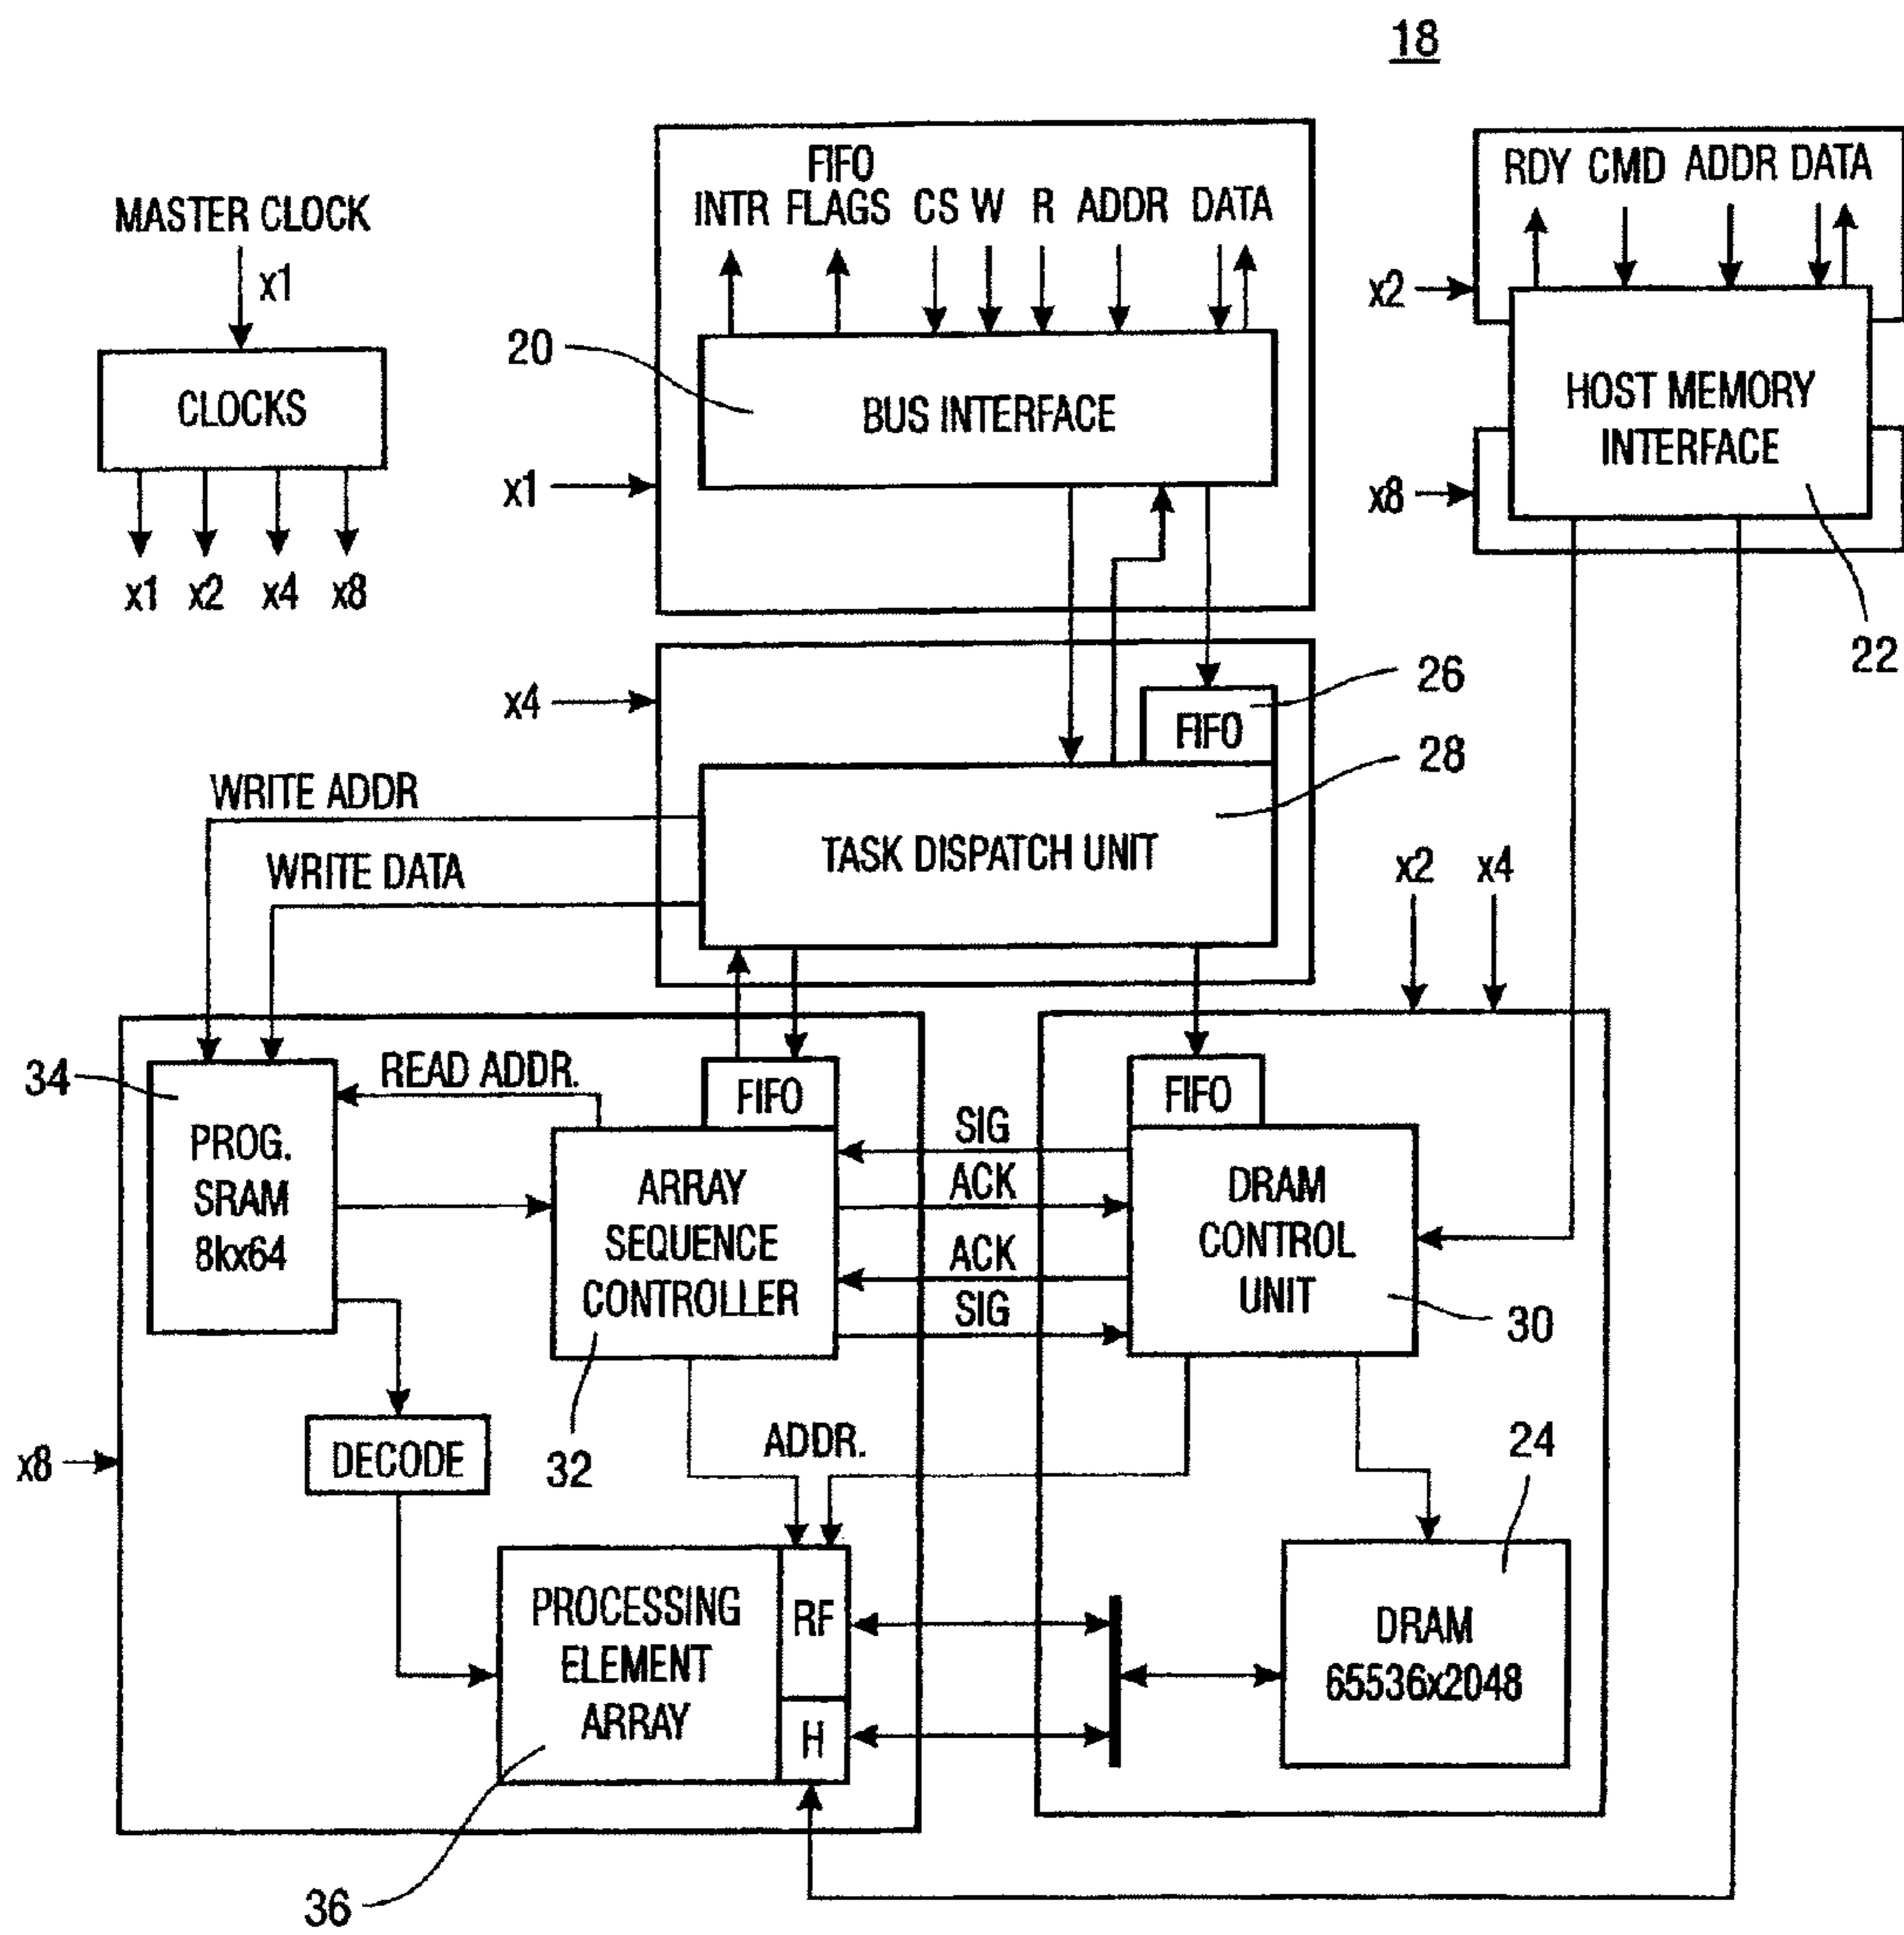 18
MASTER CLOCK
x1
CLOCKS
x1 x2 x4 x8
FIFO
INTR FLAGS CS W R ADDR DATA
20
BUS INTERFACE
x1
RDY CMD ADDR DATA
x2
HOST MEMORY
INTERFACE
x8
22
x4
26
FIFO
28
TASK DISPATCH UNIT
WRITE ADDR
WRITE DATA
x2 x4
34
PROG.
SRAM
8kx64
READ ADDR.
FIFO
ARRAY
SEQUENCE
CONTROLLER
32
SIG
ACK
ACK
SIG
FIFO
DRAM
CONTROL
UNIT
30
x8
DECODE
ADDR.
24
PROCESSING
ELEMENT
ARRAY
RF
H
36
DRAM
65536x2048